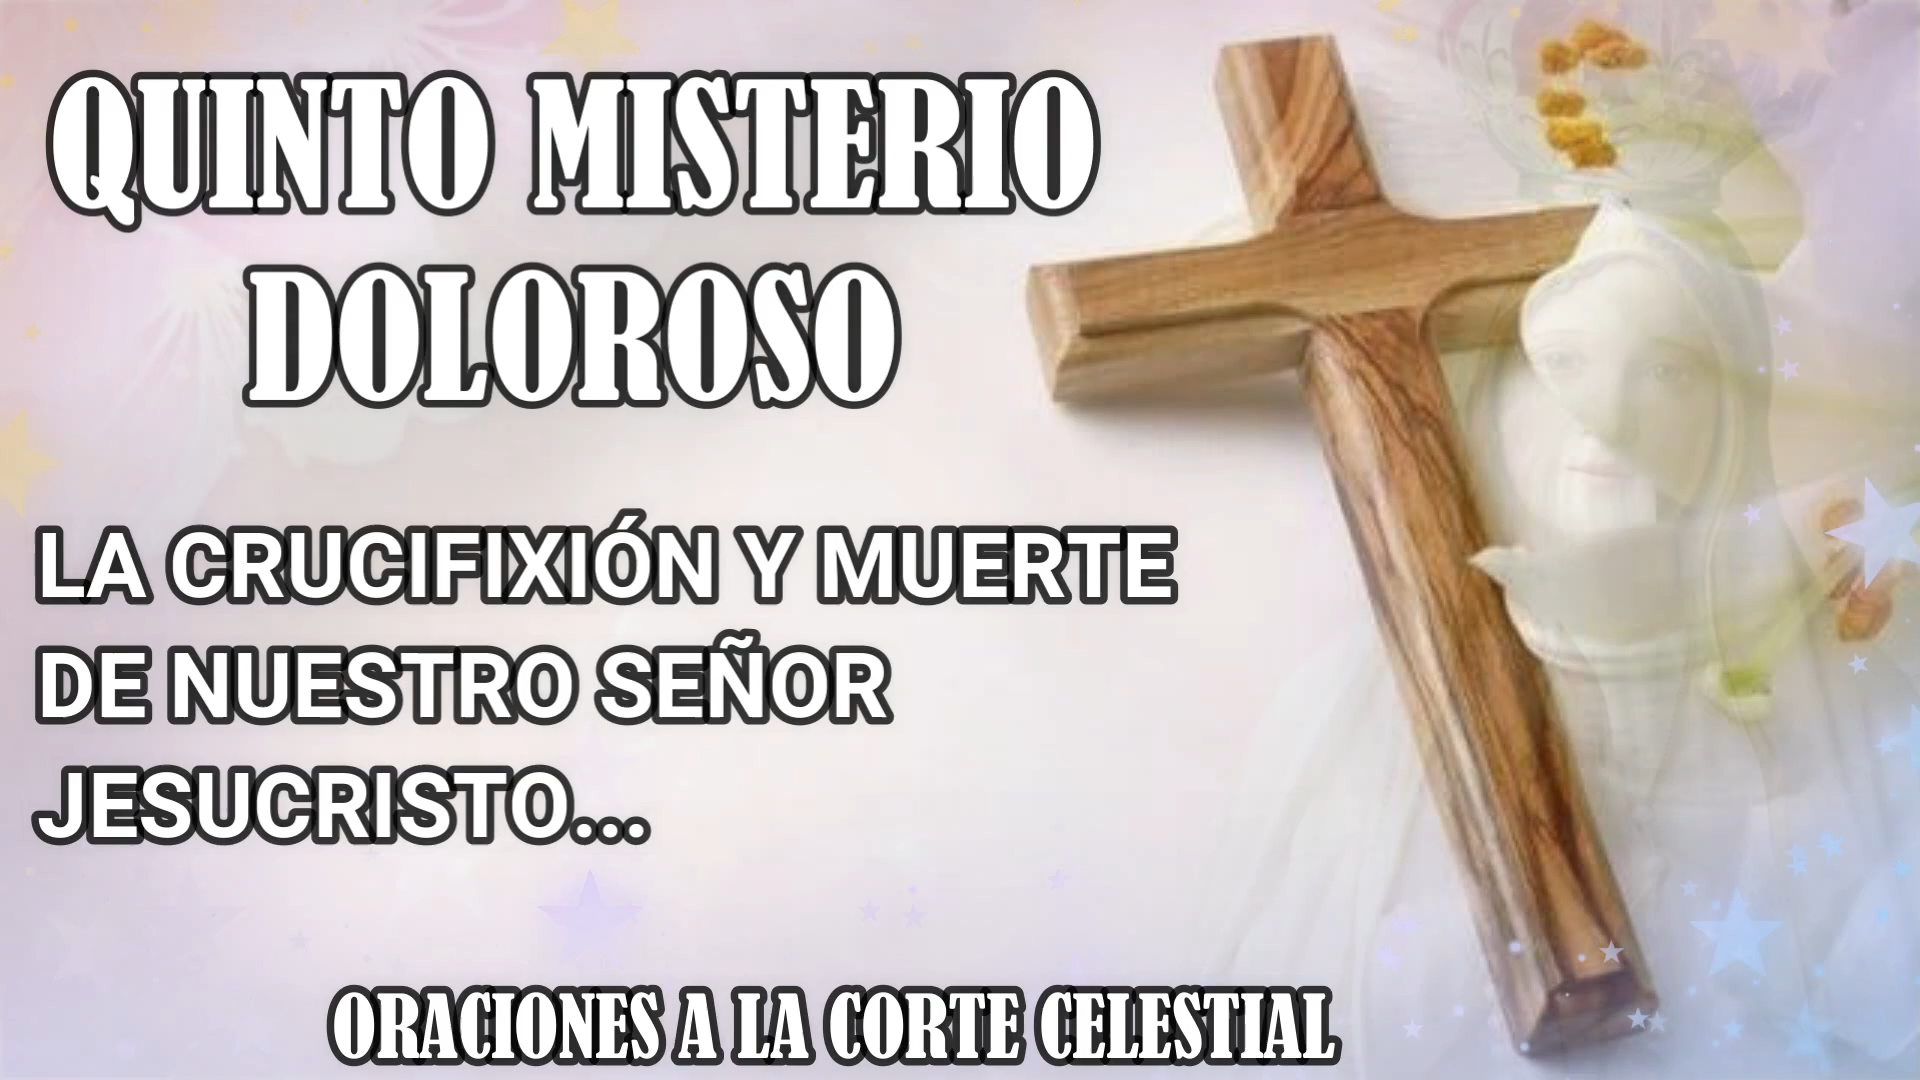 QUINTO MISTERIO
DOLOROSO
LA CRUCIFIXIÓN Y MUERTE
DE NUESTRO SEÑOR
JESUCRISTO...
ORACIONES A LA CORTE CELESTIAL